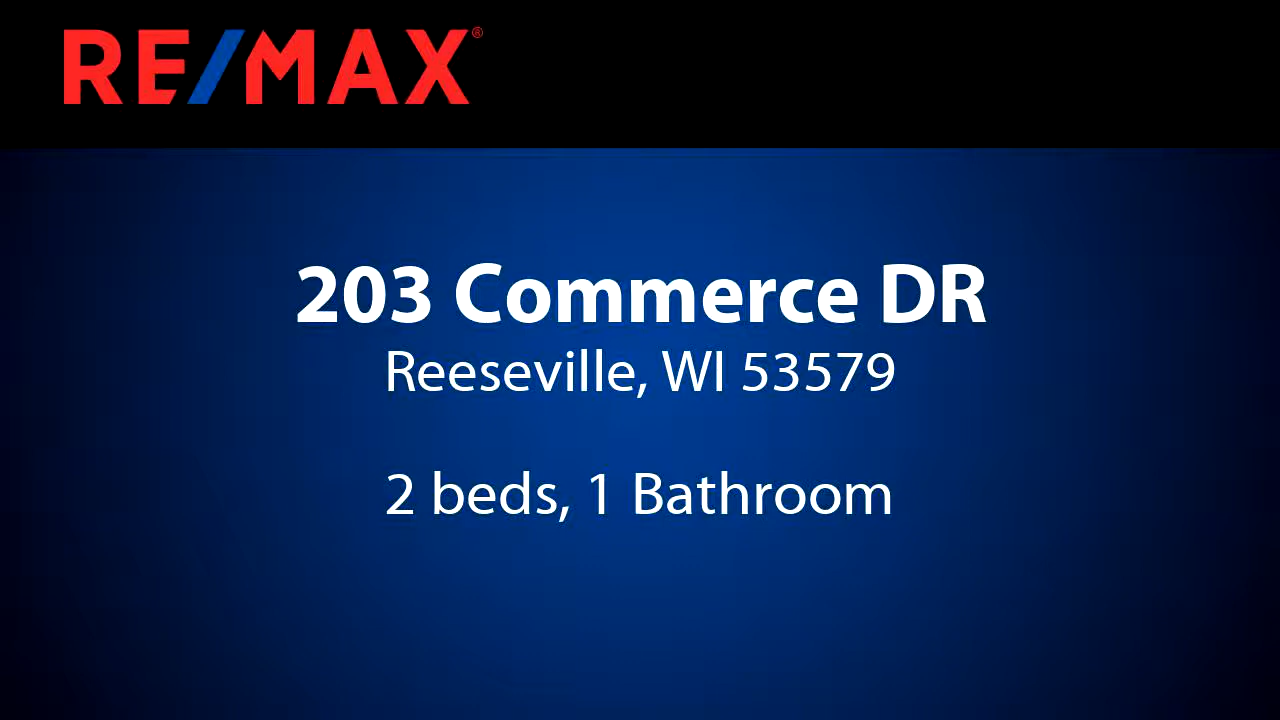 RE/MAX®
203 Commerce DR
Reeseville, WI 53579
2 beds, 1 Bathroom